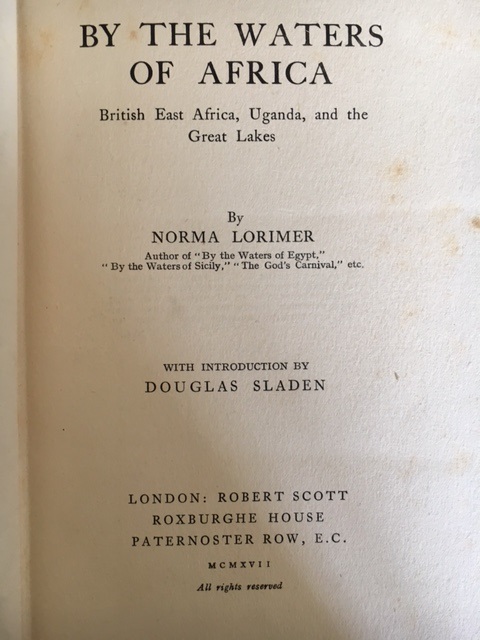 BY THE WATERS
OF AFRICA
British East Africa, Uganda, and the
Great Lakes
By
NORMA LORIMER
Author of "By the Waters of Egypt,"
"By the Waters of Sicily," "The God's Carnival," etc.
WITH INTRODUCTION BY
DOUGLAS SLADEN
LONDON: ROBERT SCOTT
ROXBURGHE HOUSE
PATERNOSTER ROW, E.C.
MCMXVII
All rights reserved